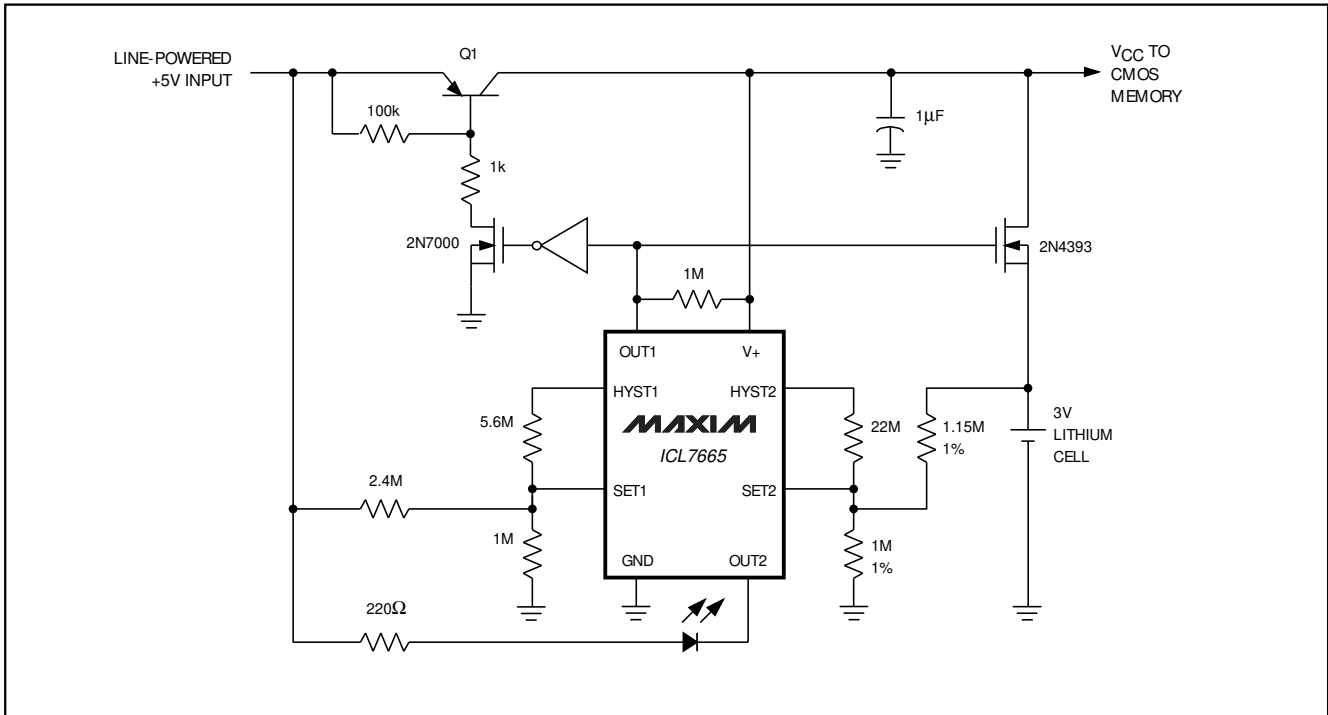 LINE-POWERED
+5V INPUT
Q1
VCC TO
CMOS
MEMORY
100k
1µF
1k
2N7000
2N4393
1M
OUT1
V+
HYST1
HYST2
5.6M
MAXIM
ICL7665
22M
1.15M
1%
3V
LITHIUM
CELL
2.4M
SET1
SET2
1M
1M
1%
GND
OUT2
220Ω